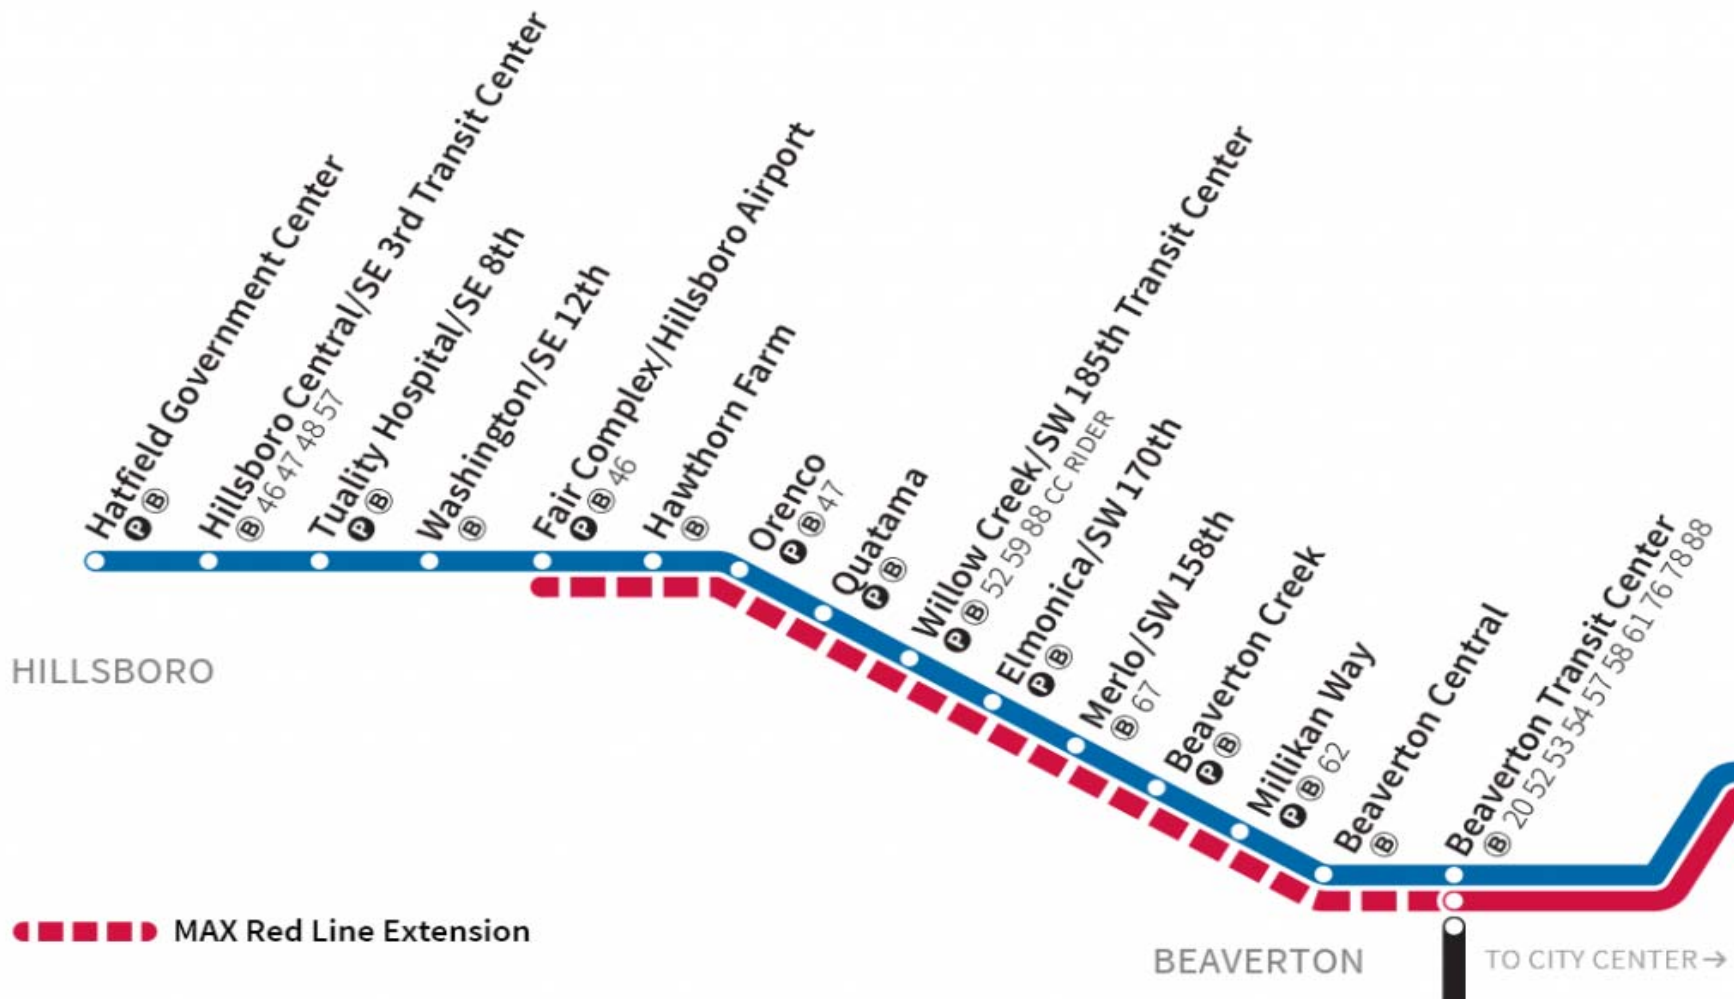 Hatfield Government Center
P B
Hillsboro Central/SE 3rd Transit Center
B 46 47 48 57
Tuality Hospital/SE 8th
P B
Washington/SE 12th
B
Fair Complex/Hillsboro Airport
P B 46
Hawthorn Farm
B
Orenco
P B 47
Quatama
P B
Willow Creek/SW 185th Transit Center
P B 52 59 88 CC RIDER
Elmonica/SW 170th
P B
Merlo/SW 158th
B 67
Beaverton Creek
P B
Millikan Way
P B 62
Beaverton Central
B
Beaverton Transit Center
B 20 52 53 54 57 58 61 76 78 88
HILLSBORO
MAX Red Line Extension
BEAVERTON
TO CITY CENTER→